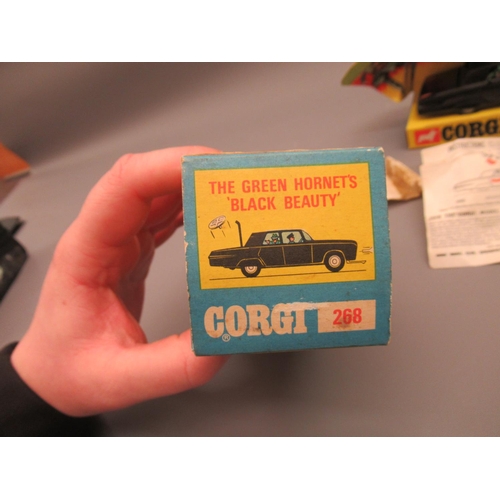 THE GREEN HORNET'S
'BLACK BEAUTY'
CORGI
®
268
CORGI